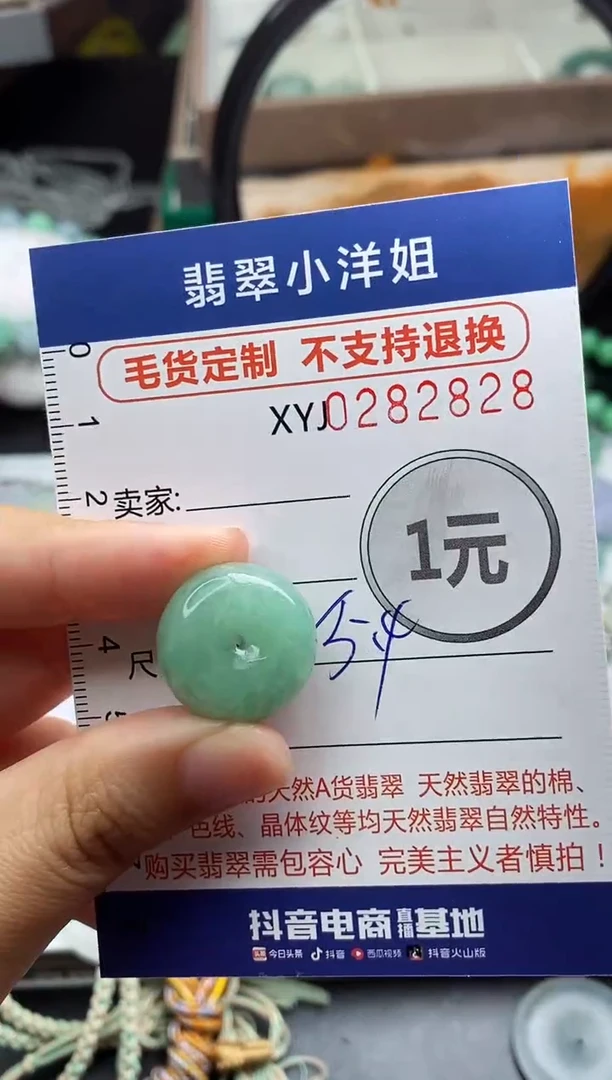 翡翠小洋姐
毛货定制 不支持退换
XYJ0282828
0
1
2
卖家:
1元
4
尺
天然A货翡翠 天然翡翠的棉、
色线、晶体纹等均天然翡翠自然特性。
购买翡翠需包容心 完美主义者慎拍！
抖音电商直播基地
今日头条 抖音 西瓜视频 抖音火山版